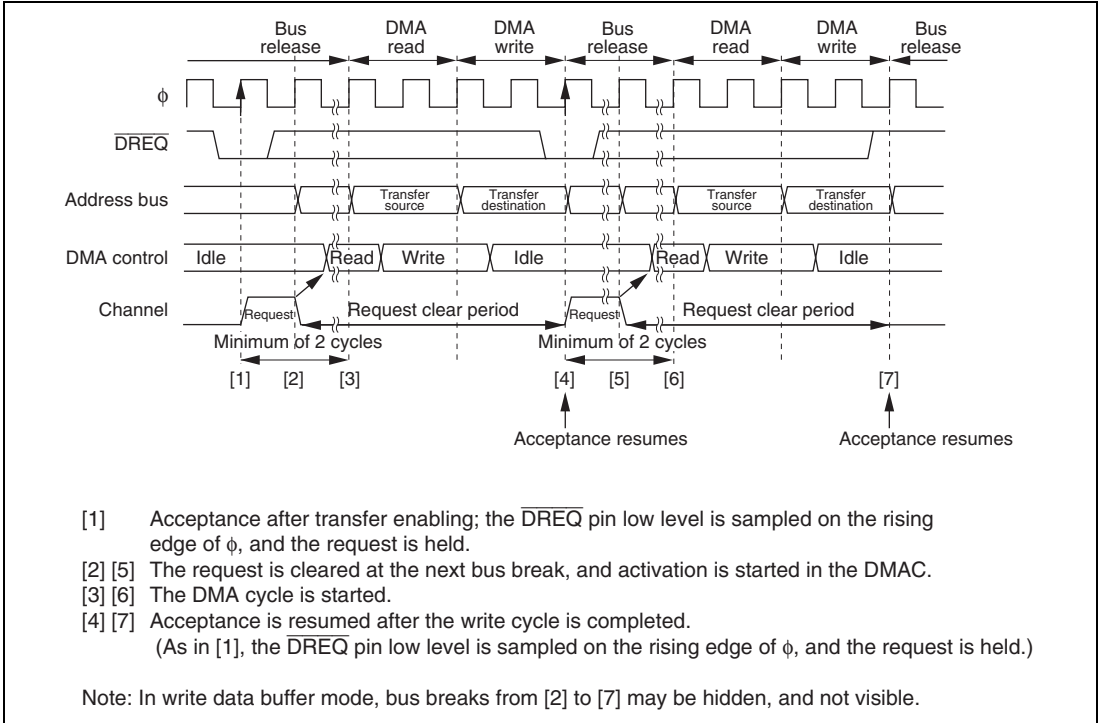 Bus release DMA read DMA write Bus release DMA read DMA write Bus release
φ
DREQ
Address bus Transfer source Transfer destination Transfer source Transfer destination
DMA control Idle Read Write Idle Read Write Idle
Channel Request Request clear period Request Request clear period
Minimum of 2 cycles Minimum of 2 cycles
[1] [2] [3] [4] [5] [6] [7]
Acceptance resumes Acceptance resumes
[1] Acceptance after transfer enabling; the DREQ pin low level is sampled on the rising
edge of φ, and the request is held.
[2] [5] The request is cleared at the next bus break, and activation is started in the DMAC.
[3] [6] The DMA cycle is started.
[4] [7] Acceptance is resumed after the write cycle is completed.
(As in [1], the DREQ pin low level is sampled on the rising edge of φ, and the request is held.)
Note: In write data buffer mode, bus breaks from [2] to [7] may be hidden, and not visible.